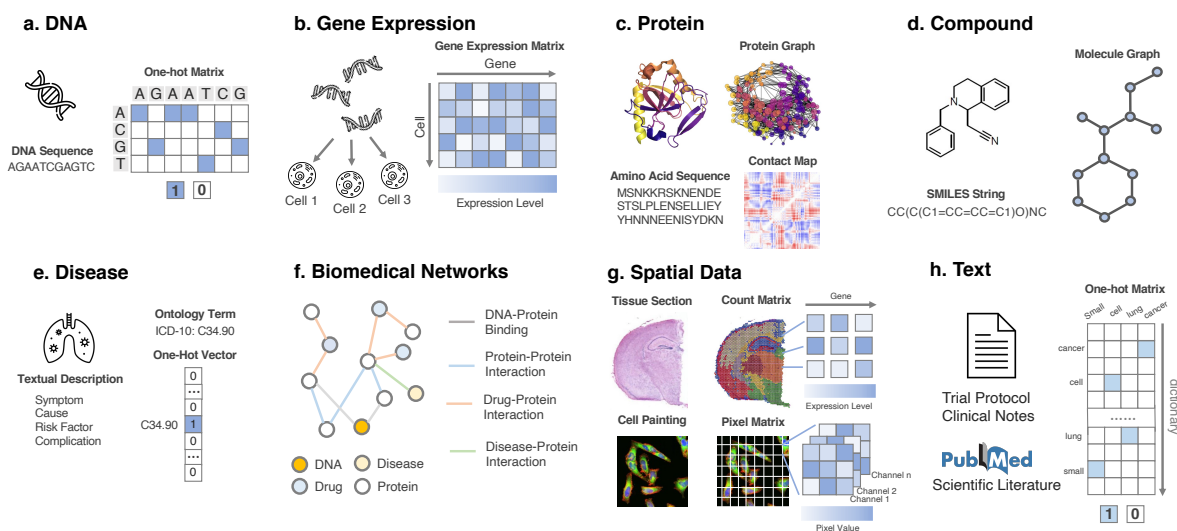 a. DNA
One-hot Matrix
A G A A T C G
A
C
G
T
DNA Sequence
AGAATCGAGTC
1 0
b. Gene Expression
Gene Expression Matrix
Gene
Cell
Cell 1
Cell 2
Cell 3
Expression Level
c. Protein
Protein Graph
Contact Map
Amino Acid Sequence
MSNKKRSKNENDE
STSLPLENSELLIEY
YHNNNEENISYDKN
d. Compound
Molecule Graph
N
N
SMILES String
CC(C(C1=CC=CC=C1)O)NC
e. Disease
Ontology Term
ICD-10: C34.90
One-Hot Vector
Textual Description
Symptom
Cause
Risk Factor
Complication
0
...
0
C34.90 1
0
...
0
f. Biomedical Networks
DNA-Protein
Binding
Protein-Protein
Interaction
Drug-Protein
Interaction
Disease-Protein
Interaction
DNA
Disease
Drug
Protein
g. Spatial Data
Tissue Section
Count Matrix
Gene
Expression Level
Cell Painting
Pixel Matrix
Channel n
Channel 2
Channel 1
Pixel Value
h. Text
One-hot Matrix
Small
cell
lung
cancer
cancer
cell
......
lung
small
dictionary
Trial Protocol
Clinical Notes
PubMed
Scientific Literature
1 0